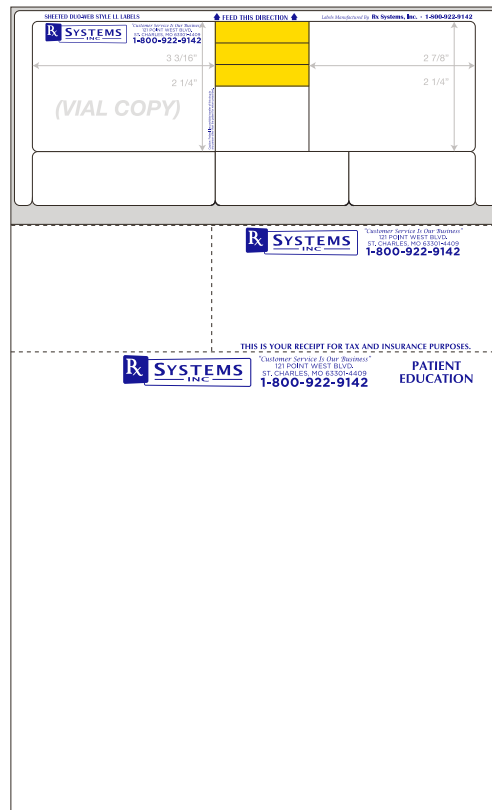 SHEETED DUO-WEB STYLE LL LABELS
FEED THIS DIRECTION
Labels Manufactured By Rx Systems, Inc. • 1-800-922-9142
Rx SYSTEMS INC
"Customer Service Is Our Business"
121 POINT WEST BLVD.
ST. CHARLES, MO 63301-4409
1-800-922-9142
3 3/16"
2 7/8"
2 1/4"
2 1/4"
(VIAL COPY)
Rx SYSTEMS INC
"Customer Service Is Our Business"
121 POINT WEST BLVD.
ST. CHARLES, MO 63301-4409
1-800-922-9142
THIS IS YOUR RECEIPT FOR TAX AND INSURANCE PURPOSES.
Rx SYSTEMS INC
"Customer Service Is Our Business"
121 POINT WEST BLVD.
ST. CHARLES, MO 63301-4409
1-800-922-9142
PATIENT
EDUCATION